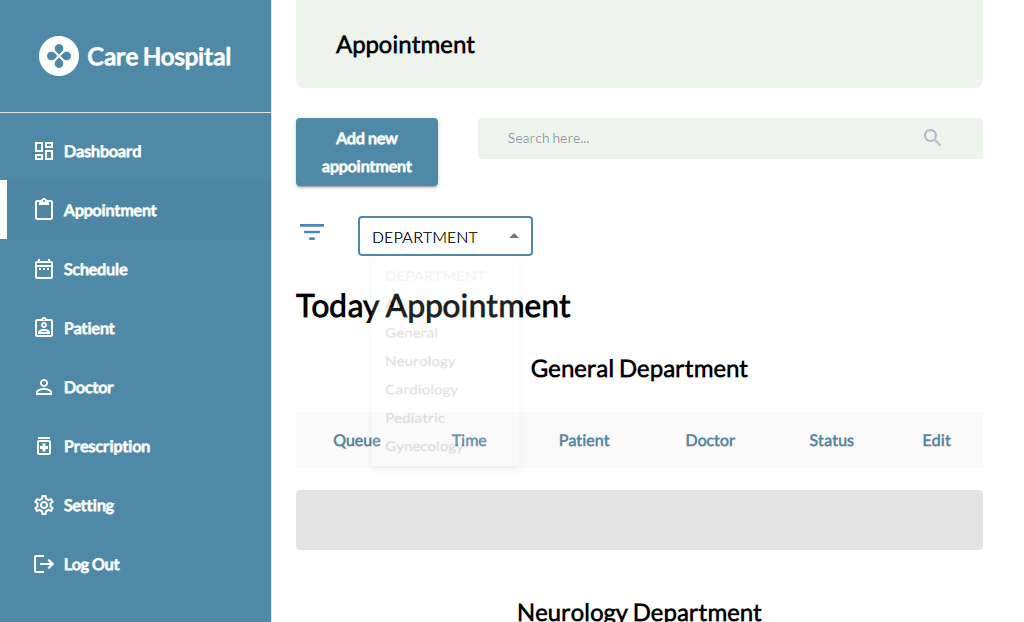 Care Hospital
Dashboard
Appointment
Schedule
Patient
Doctor
Prescription
Setting
Log Out
Appointment
Add new
appointment
Search here...
DEPARTMENT
DEPARTMENT
Today Appointment
General
Neurology
General Department
Cardiology
Pediatric
Queue Time Patient Doctor Status Edit
Gynecology
Neurology Department